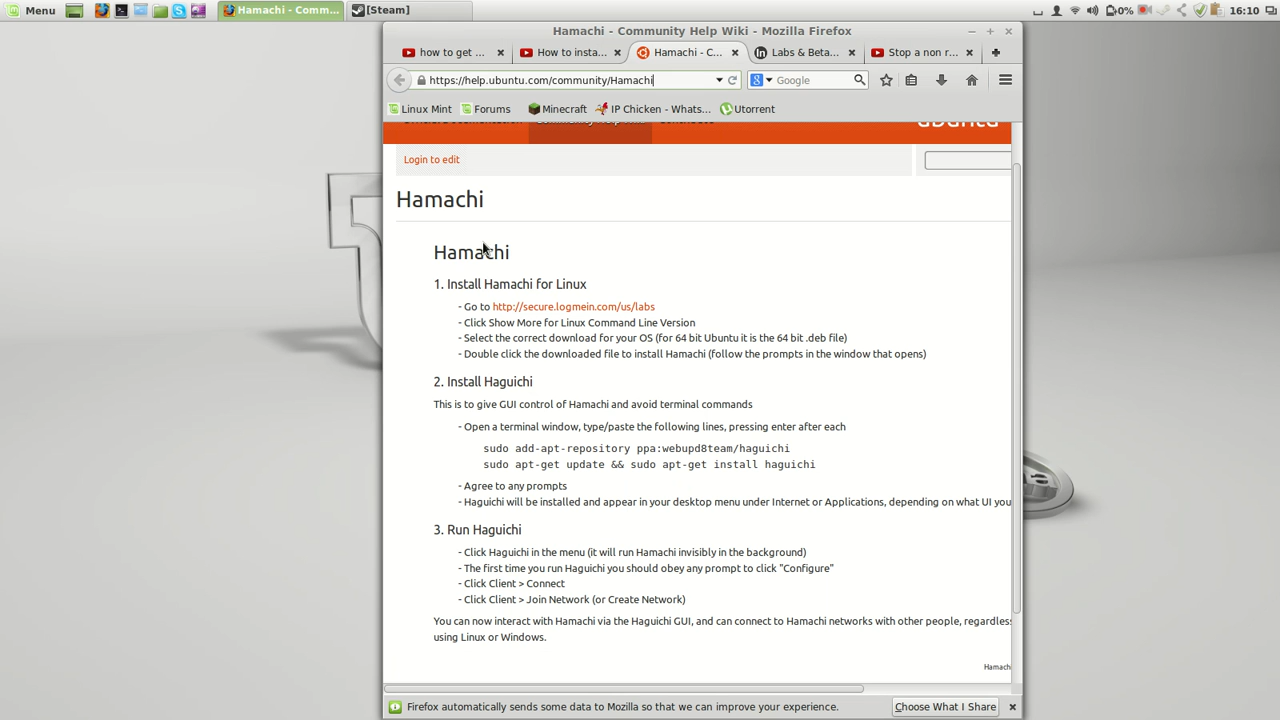 Menu
Hamachi - Comm...
[Steam]
0%
16:10
Hamachi - Community Help Wiki - Mozilla Firefox
how to get ...
How to insta...
Hamachi - C...
Labs & Beta...
Stop a non r...
https://help.ubuntu.com/community/Hamachi
Google
Linux Mint
Forums
Minecraft
IP Chicken - Whats...
Utorrent
Login to edit
Hamachi
Hamachi
1. Install Hamachi for Linux
- Go to http://secure.logmein.com/us/labs
- Click Show More for Linux Command Line Version
- Select the correct download for your OS (for 64 bit Ubuntu it is the 64 bit .deb file)
- Double click the downloaded file to install Hamachi (follow the prompts in the window that opens)
2. Install Haguichi
This is to give GUI control of Hamachi and avoid terminal commands
- Open a terminal window, type/paste the following lines, pressing enter after each
sudo add-apt-repository ppa:webupd8team/haguichi
sudo apt-get update && sudo apt-get install haguichi
- Agree to any prompts
- Haguichi will be installed and appear in your desktop menu under Internet or Applications, depending on what UI you
3. Run Haguichi
- Click Haguichi in the menu (it will run Hamachi invisibly in the background)
- The first time you run Haguichi you should obey any prompt to click "Configure"
- Click Client > Connect
- Click Client > Join Network (or Create Network)
You can now interact with Hamachi via the Haguichi GUI, and can connect to Hamachi networks with other people, regardless
using Linux or Windows.
Hamach
Firefox automatically sends some data to Mozilla so that we can improve your experience.
Choose What I Share